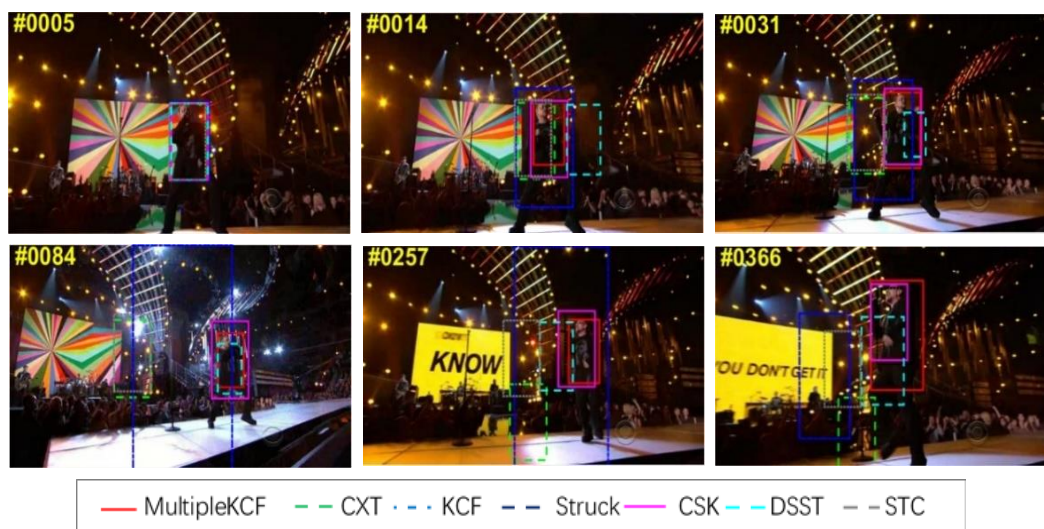 #0005
#0014
#0031
#0084
#0257
KNOW
#0366
YOU DON'T GET IT
MultipleKCF CXT KCF Struck CSK DSST STC